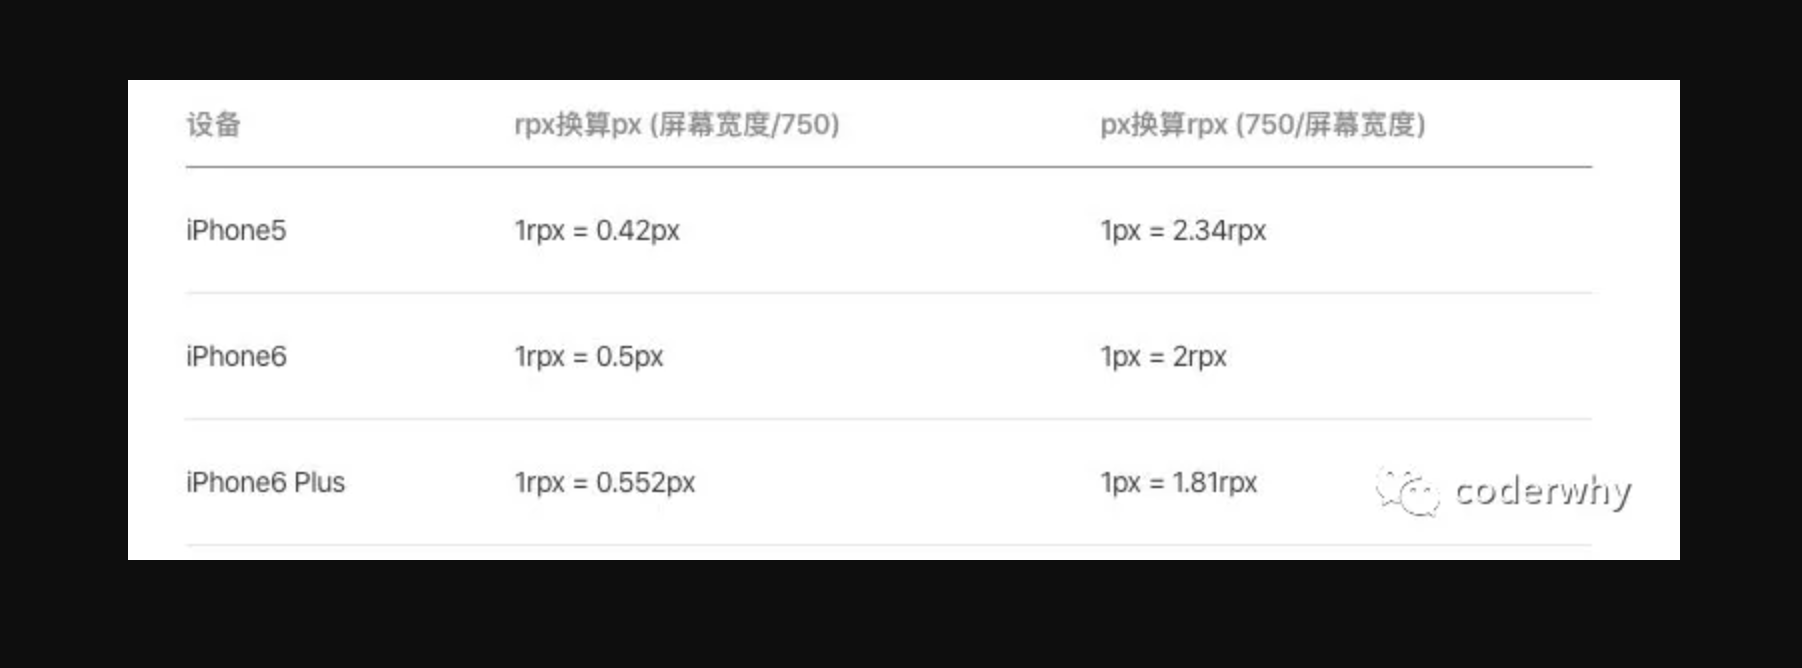 设备 rpx换算px (屏幕宽度/750) px换算rpx (750/屏幕宽度)
iPhone5 1rpx = 0.42px 1px = 2.34rpx
iPhone6 1rpx = 0.5px 1px = 2rpx
iPhone6 Plus 1rpx = 0.552px 1px = 1.81rpx
coderwhy